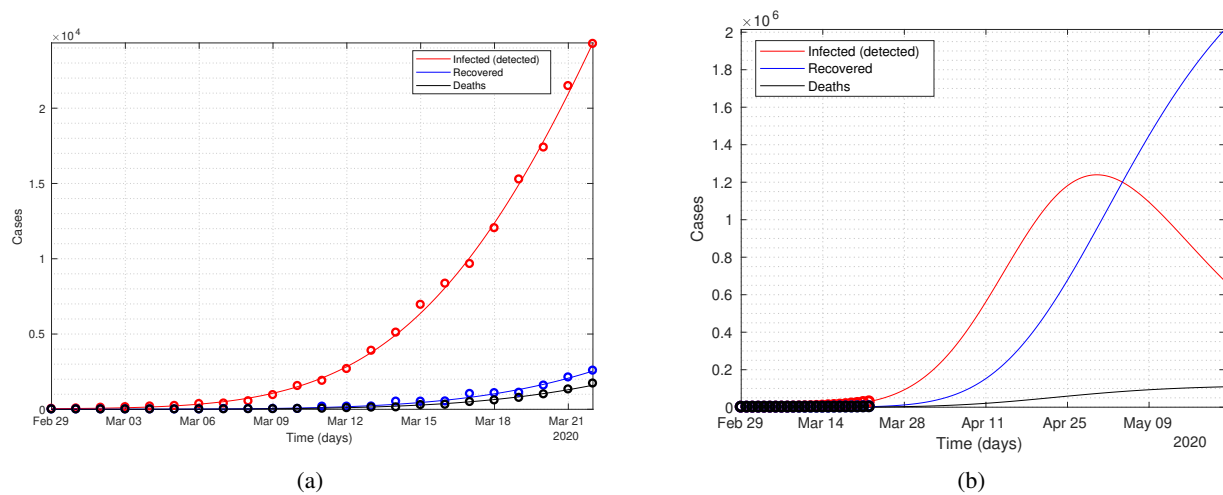 ×10^4
2
1.5
1
0.5
0
Cases
Infected (detected)
Recovered
Deaths
Feb 29
Mar 03
Mar 06
Mar 09
Mar 12
Mar 15
Mar 18
Mar 21
2020
Time (days)
(a)
×10^6
2
1.8
1.6
1.4
1.2
1
0.8
0.6
0.4
0.2
0
Cases
Infected (detected)
Recovered
Deaths
Feb 29
Mar 14
Mar 28
Apr 11
Apr 25
May 09
2020
Time (days)
(b)